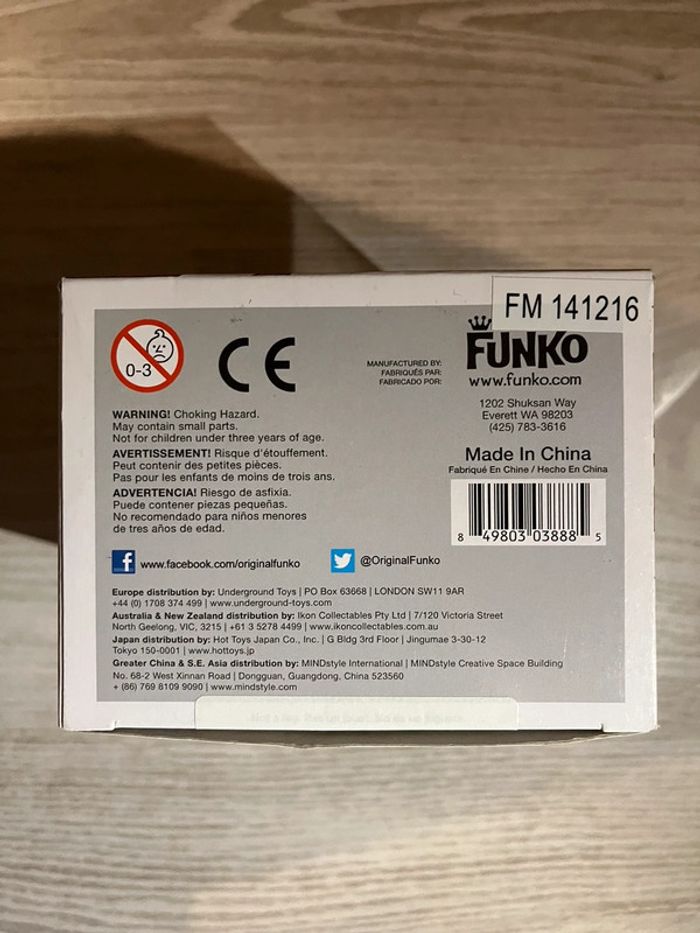 FM 141216
0-3
CE
MANUFACTURED BY:
FABRIQUÉS PAR:
FABRICADO POR:
FUNKO
www.funko.com
1202 Shuksan Way
Everett WA 98203
(425) 783-3616
WARNING! Choking Hazard.
May contain small parts.
Not for children under three years of age.
AVERTISSEMENT! Risque d'étouffement.
Peut contenir des petites pièces.
Pas pour les enfants de moins de trois ans.
ADVERTENCIA! Riesgo de asfixia.
Puede contener piezas pequeñas.
No recomendado para niños menores
de tres años de edad.
Made In China
Fabriqué En Chine / Hecho En China
8 49803 03888 5
f www.facebook.com/originalfunko @OriginalFunko
Europe distribution by: Underground Toys | PO Box 63668 | LONDON SW11 9AR
+44 (0) 1708 374 499 | www.underground-toys.com
Australia & New Zealand distribution by: Ikon Collectables Pty Ltd | 7/120 Victoria Street
North Geelong, VIC, 3215 | +61 3 5278 4499 | www.ikoncollectables.com.au
Japan distribution by: Hot Toys Japan Co., Inc. | G Bldg 3rd Floor | Jingumae 3-30-12
Tokyo 150-0001 | www.hottoys.jp
Greater China & S.E. Asia distribution by: MINDstyle International | MINDstyle Creative Space Building
No. 68-2 West Xinnan Road | Dongguan, Guangdong, China 523560
+ (86) 769 8109 9090 | www.mindstyle.com